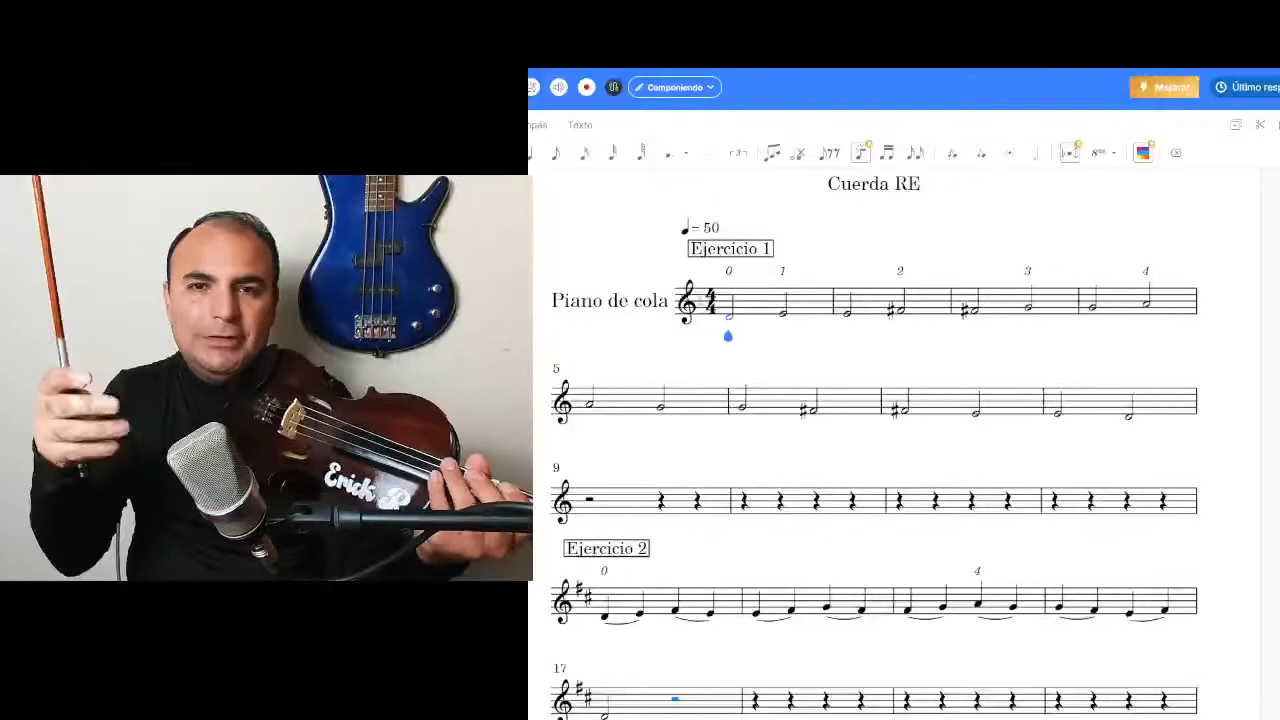 Componiendo
Mejorar
Último resp
npás
Texto
Cuerda RE
= 50
Ejercicio 1
0 1 2 3 4
Piano de cola
5
9
Ejercicio 2
0 4
17
Erick P